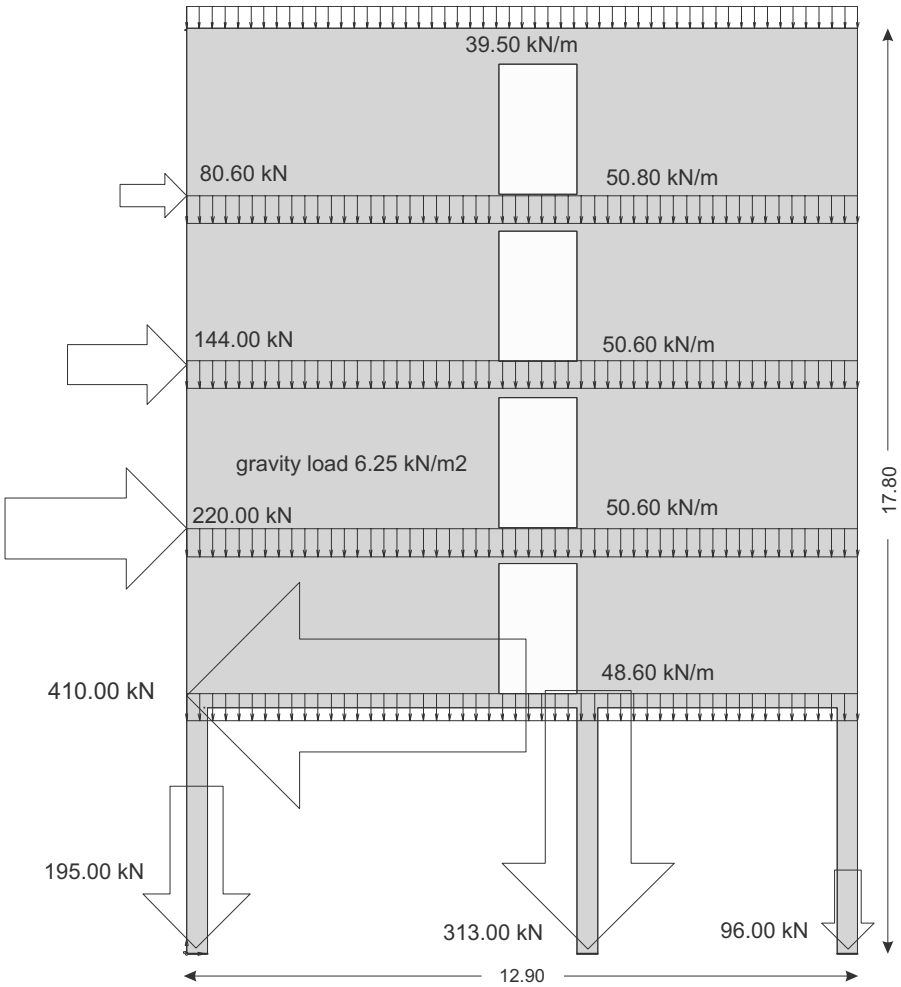 39.50 kN/m
80.60 kN
50.80 kN/m
144.00 kN
50.60 kN/m
gravity load 6.25 kN/m2
17.80
220.00 kN
50.60 kN/m
48.60 kN/m
410.00 kN
195.00 kN
313.00 kN
96.00 kN
12.90